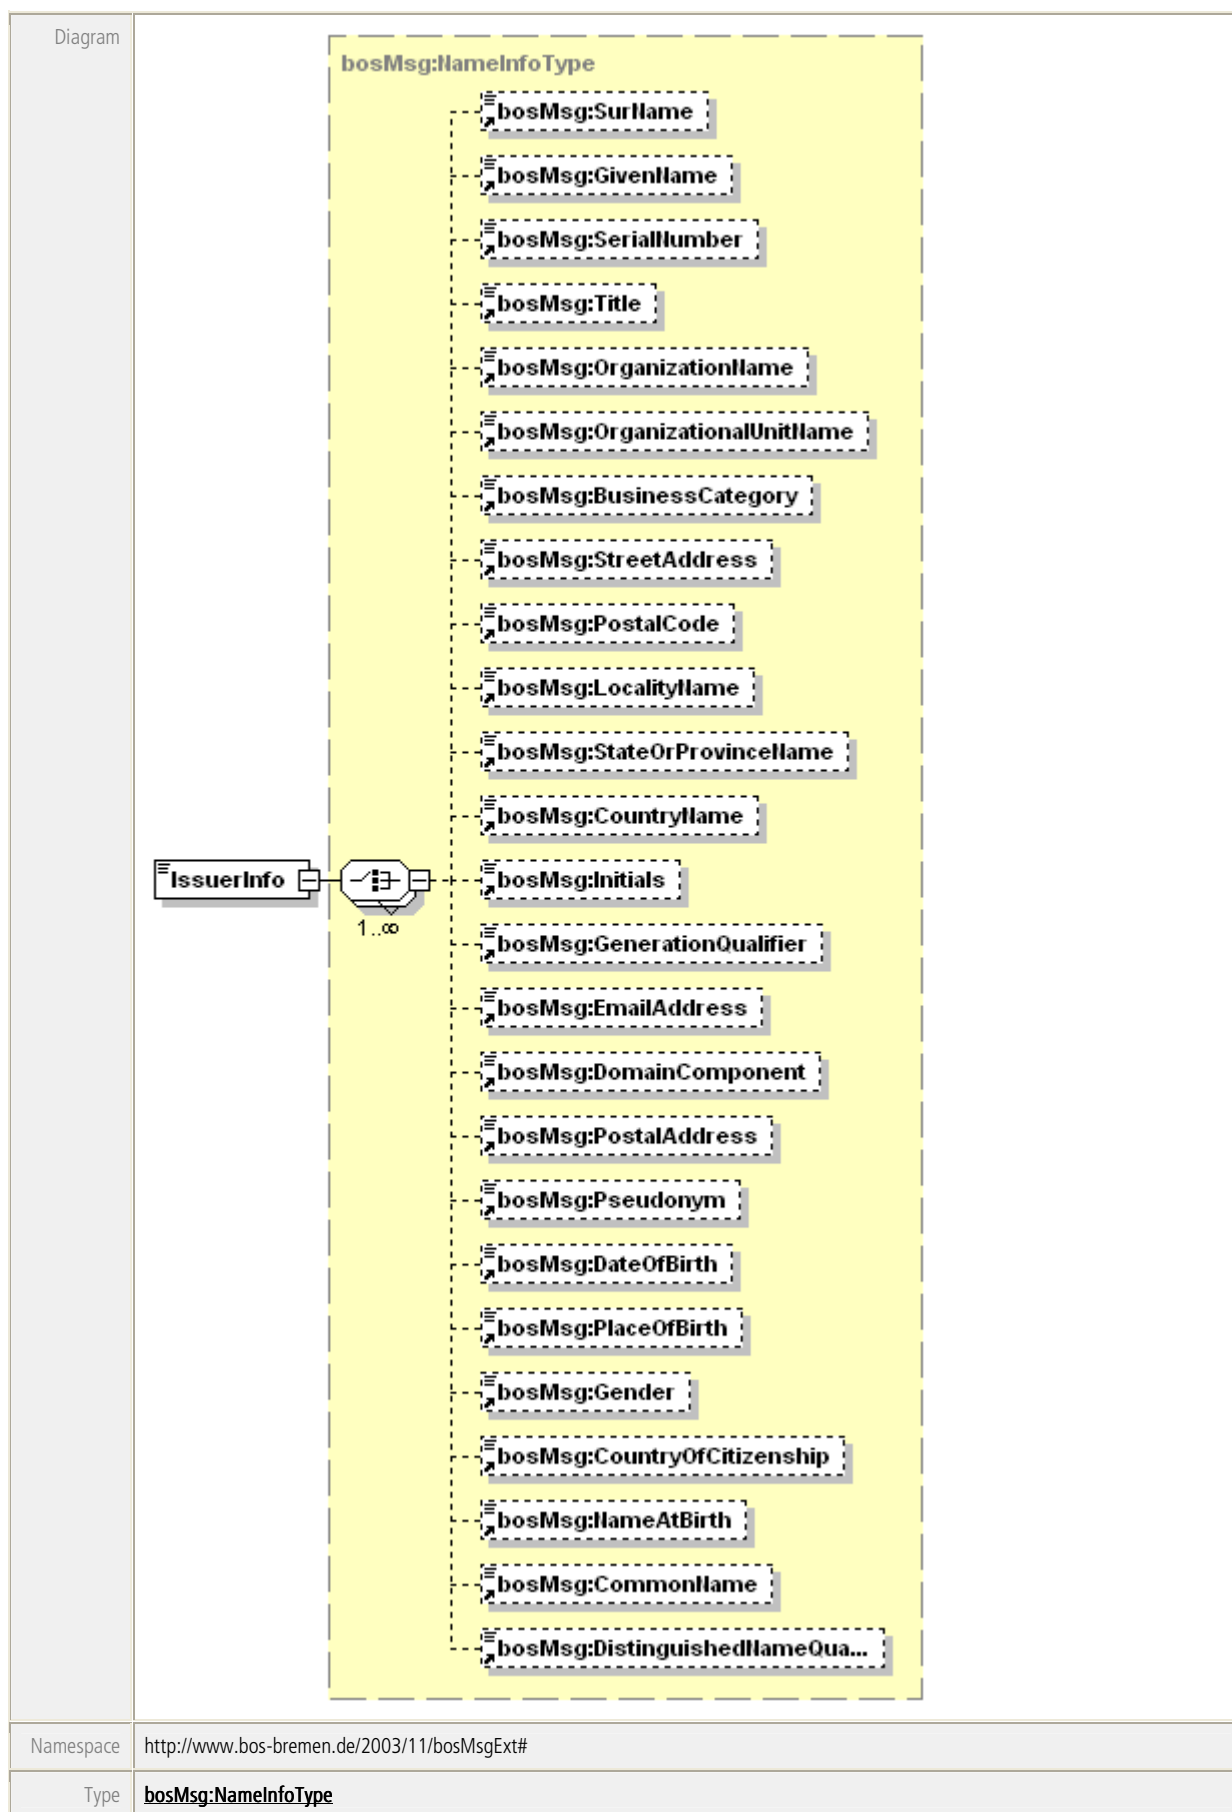 Diagram
bosMsg:NameInfoType
bosMsg:SurName
bosMsg:GivenName
bosMsg:SerialNumber
bosMsg:Title
bosMsg:OrganizationName
bosMsg:OrganizationalUnitName
bosMsg:BusinessCategory
bosMsg:StreetAddress
bosMsg:PostalCode
bosMsg:LocalityName
bosMsg:StateOrProvinceName
bosMsg:CountryName
IssuerInfo
1..∞
bosMsg:Initials
bosMsg:GenerationQualifier
bosMsg:EmailAddress
bosMsg:DomainComponent
bosMsg:PostalAddress
bosMsg:Pseudonym
bosMsg:DateOfBirth
bosMsg:PlaceOfBirth
bosMsg:Gender
bosMsg:CountryOfCitizenship
bosMsg:NameAtBirth
bosMsg:CommonName
bosMsg:DistinguishedNameQua...
Namespace http://www.bos-bremen.de/2003/11/bosMsgExt#
Type bosMsg:NameInfoType